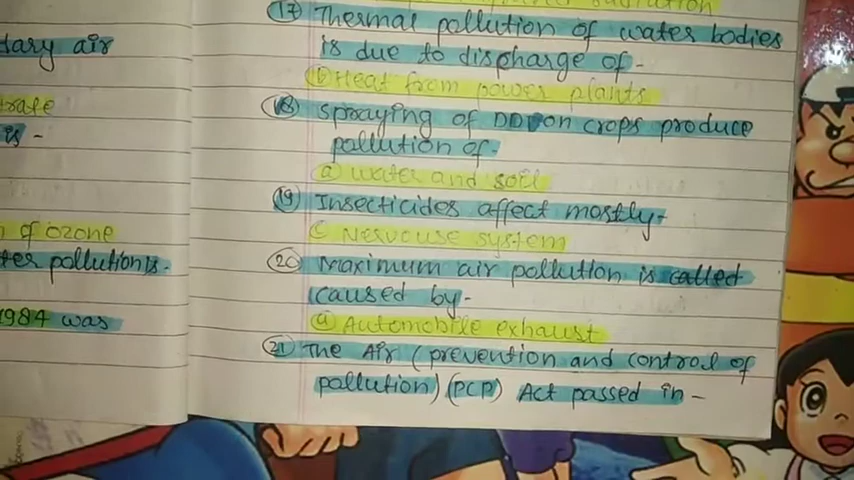 tary air
trate
is -
n of ozone
ter pollution is.
1984 was
(17) Thermal pollution of water bodies
is due to discharge of -
(b) Heat from power plants
(18) Spraying of DDT on crops produce
pollution of -
(a) water and soil
(19) Insecticides affect mostly -
(c) Nervouse system
(20) Maximum air pollution is called
caused by -
(a) Automobile exhaust
(21) The Air (prevention and control of
pollution) (PCP) Act passed in -